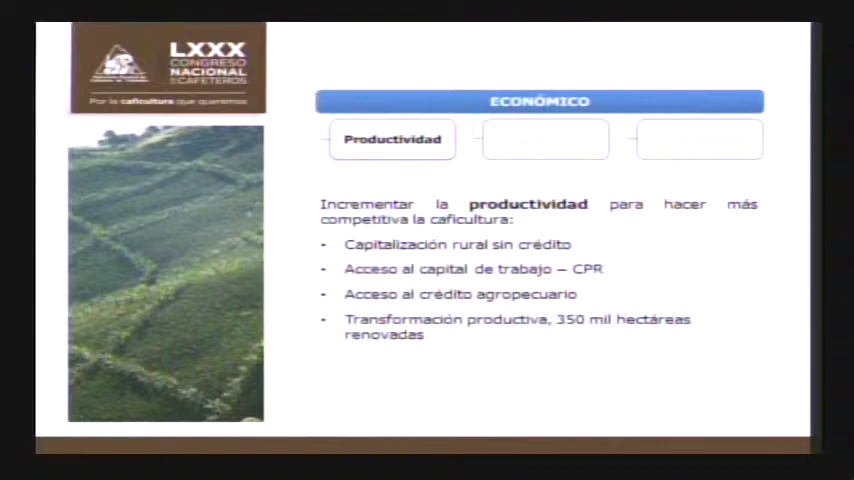 LXXX
CONGRESO
NACIONAL
DE CAFETEROS
Por la caficultura que queremos
ECONÓMICO
Productividad
Incrementar la productividad para hacer más
competitiva la caficultura:
- Capitalización rural sin crédito
- Acceso al capital de trabajo – CPR
- Acceso al crédito agropecuario
- Transformación productiva, 350 mil hectáreas
renovadas